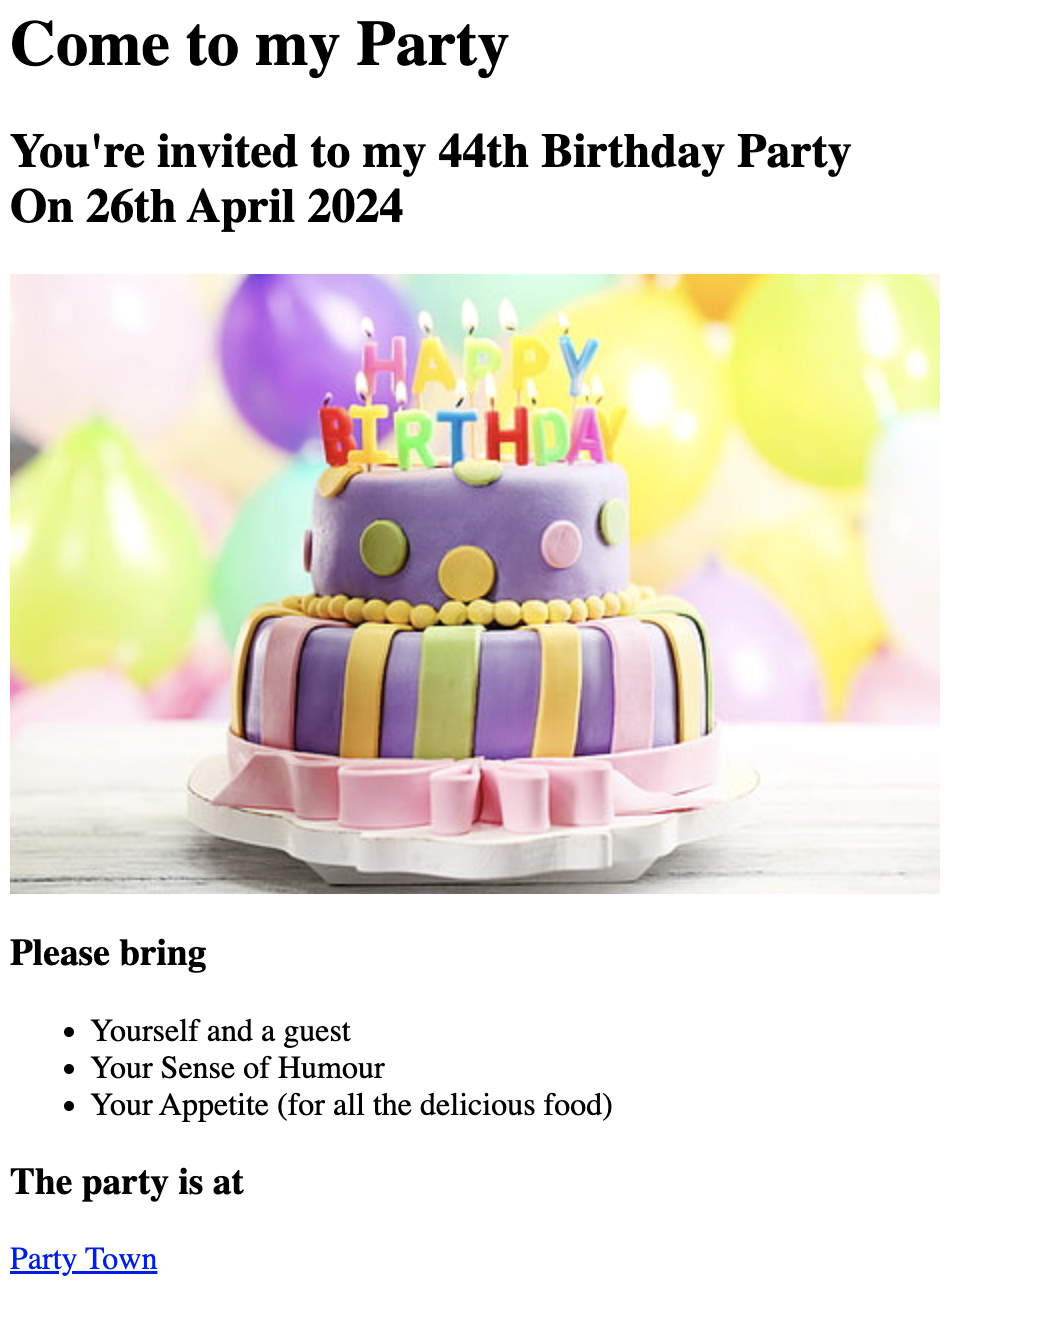 Come to my Party
You're invited to my 44th Birthday Party
On 26th April 2024
HAPPY
BIRTHDAY
Please bring
Yourself and a guest
Your Sense of Humour
Your Appetite (for all the delicious food)
The party is at
Party Town